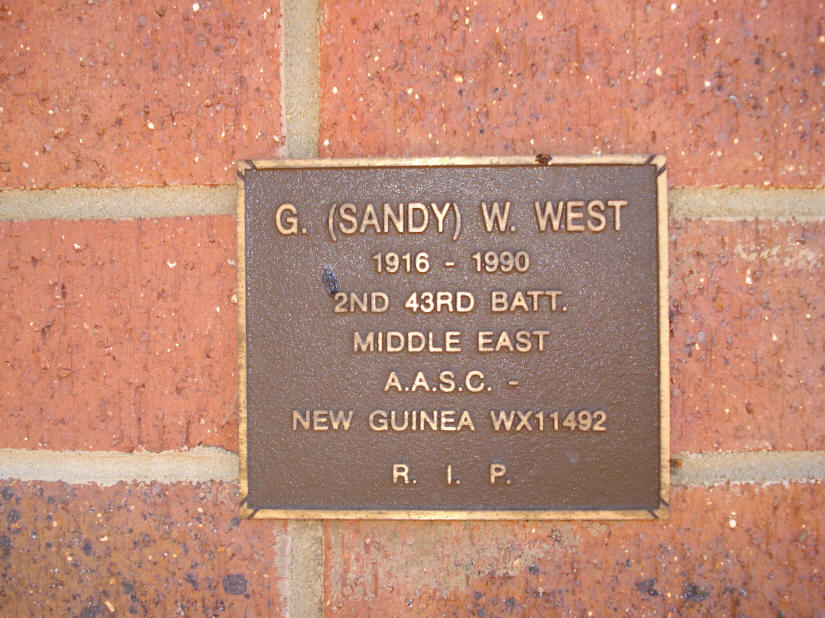 G. (SANDY) W. WEST
1916 - 1990
2ND 43RD BATT.
MIDDLE EAST
A.A.S.C. -
NEW GUINEA WX11492
R. I. P.